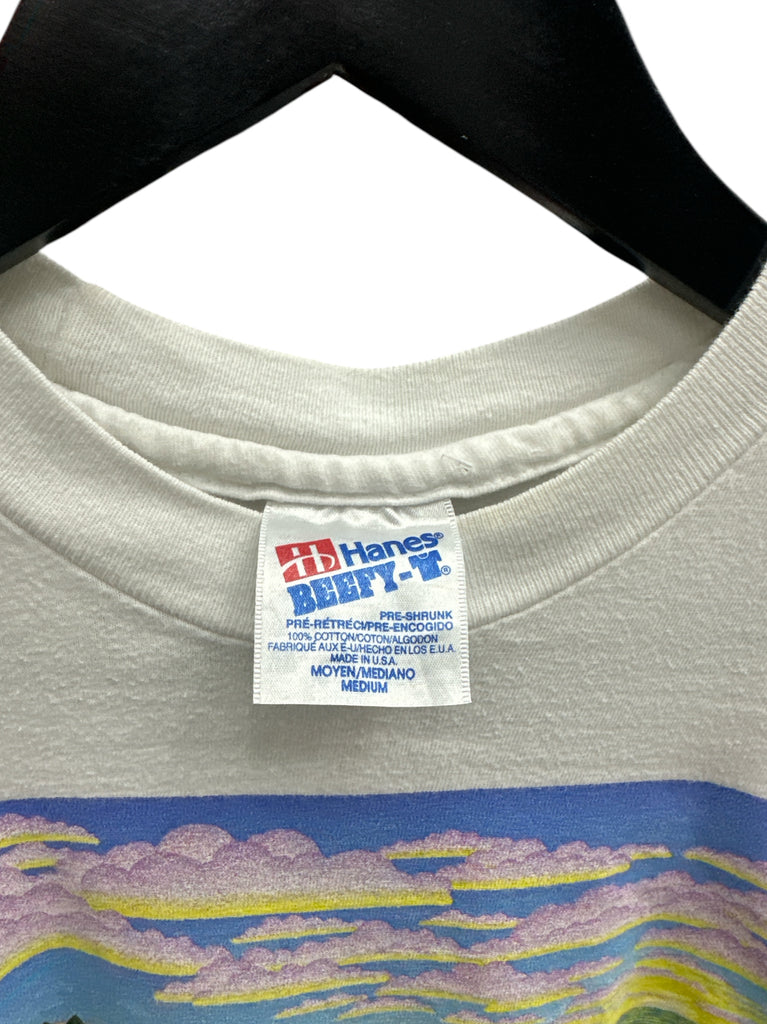 H Hanes®
BEEFY-T®
PRE-SHRUNK
PRÉ-RÉTRÉCI/PRE-ENCOGIDO
100% COTTON/COTON/ALGODON
FABRIQUÉ AUX É-U/HECHO EN LOS E.U.A.
MADE IN U.S.A.
MOYEN/MEDIANO
MEDIUM